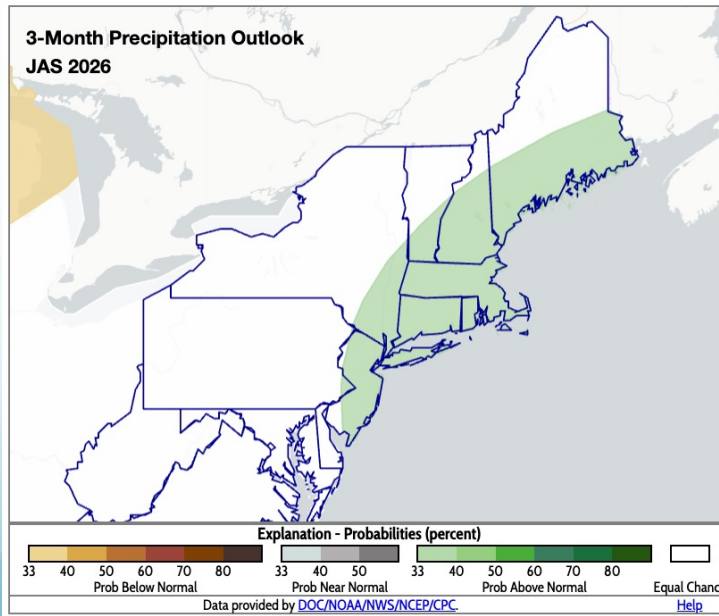 3-Month Precipitation Outlook
JAS 2026
Explanation - Probabilities (percent)
33 40 50 60 70 80 33 40 50 33 40 50 60 70 80
Prob Below Normal Prob Near Normal Prob Above Normal Equal Chanc
Data provided by DOC/NOAA/NWS/NCEP/CPC. Help